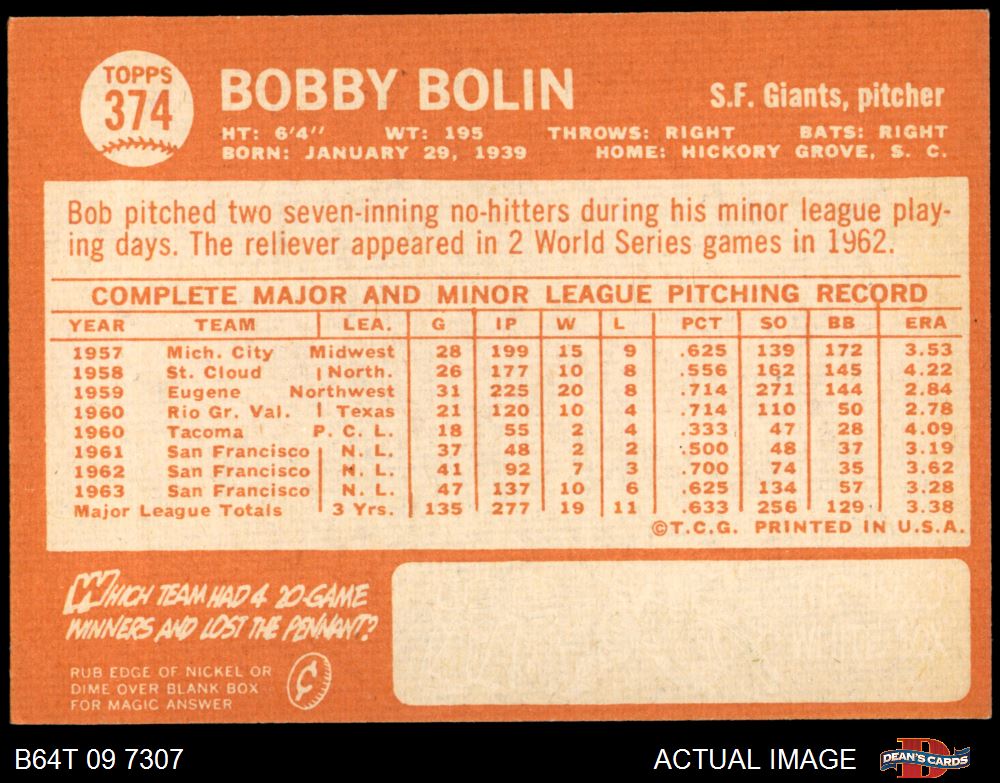 TOPPS
374
BOBBY BOLIN
S.F. Giants, pitcher
HT: 6'4" WT: 195 THROWS: RIGHT BATS: RIGHT
BORN: JANUARY 29, 1939 HOME: HICKORY GROVE, S. C.
Bob pitched two seven-inning no-hitters during his minor league play-
ing days. The reliever appeared in 2 World Series games in 1962.
COMPLETE MAJOR AND MINOR LEAGUE PITCHING RECORD
YEAR TEAM LEA. G IP W L PCT SO BB ERA
1957 Mich. City Midwest 28 199 15 9 .625 139 172 3.53
1958 St. Cloud North. 26 177 10 8 .556 162 145 4.22
1959 Eugene Northwest 31 225 20 8 .714 271 144 2.84
1960 Rio Gr. Val. Texas 21 120 10 4 .714 110 50 2.78
1960 Tacoma P. C. L. 18 55 2 4 .333 47 28 4.09
1961 San Francisco N. L. 37 48 2 2 .500 48 37 3.19
1962 San Francisco N. L. 41 92 7 3 .700 74 35 3.62
1963 San Francisco N. L. 47 137 10 6 .625 134 57 3.28
Major League Totals 3 Yrs. 135 277 19 11 .633 256 129 3.38
©T.C.G. PRINTED IN U.S.A.
WHICH TEAM HAD 4 20-GAME
WINNERS AND LOST THE PENNANT?
RUB EDGE OF NICKEL OR
DIME OVER BLANK BOX
FOR MAGIC ANSWER
B64T 09 7307
ACTUAL IMAGE
DEAN'S CARDS